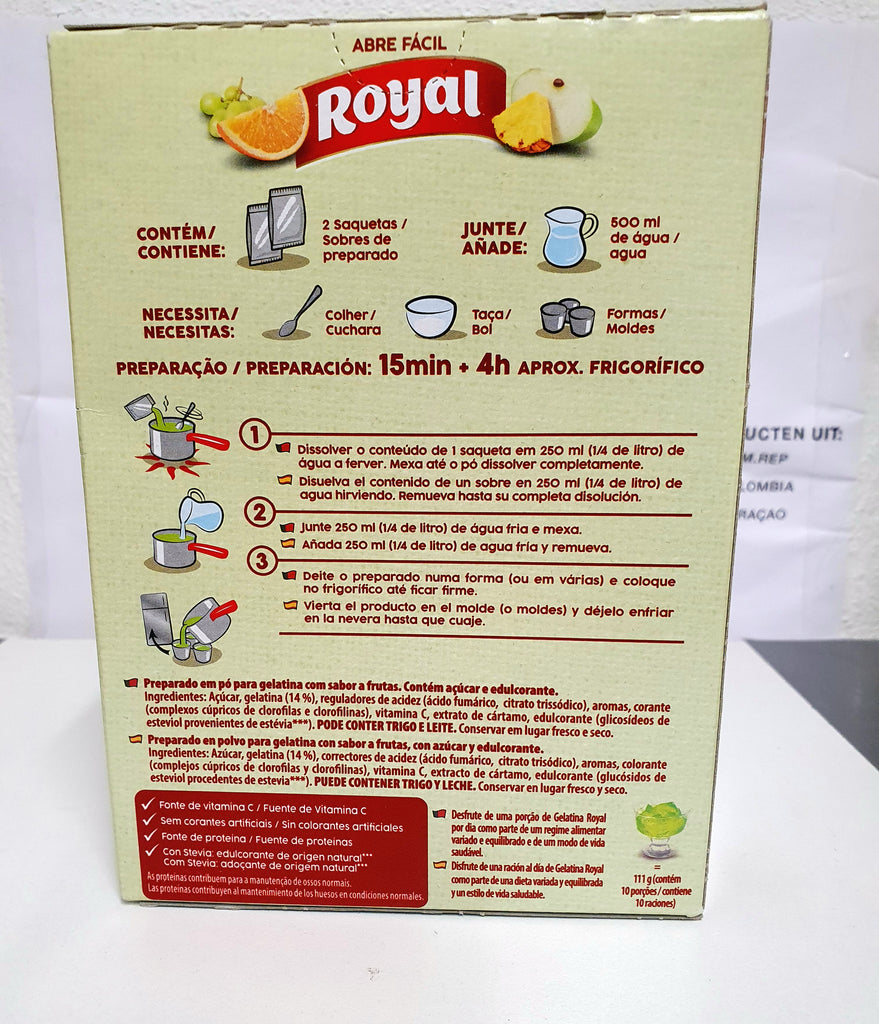 ABRE FÁCIL
Royal
CONTÉM/
CONTIENE:
2 Saquetas /
Sobres de
preparado
JUNTE/
AÑADE:
500 ml
de água /
agua
NECESSITA/
NECESITAS:
Colher/
Cuchara
Taça/
Bol
Formas/
Moldes
PREPARAÇÃO / PREPARACIÓN: 15min + 4h APROX. FRIGORÍFICO
1
Dissolver o conteúdo de 1 saqueta em 250 ml (1/4 de litro) de
água a ferver. Mexa até o pó dissolver completamente.
Disuelva el contenido de un sobre en 250 ml (1/4 de litro) de
agua hirviendo. Remueva hasta su completa disolución.
2
Junte 250 ml (1/4 de litro) de água fria e mexa.
Añada 250 ml (1/4 de litro) de agua fría y remueva.
3
Deite o preparado numa forma (ou em várias) e coloque
no frigorífico até ficar firme.
Vierta el producto en el molde (o moldes) y déjelo enfriar
en la nevera hasta que cuaje.
Preparado em pó para gelatina com sabor a frutas. Contém açúcar e edulcorante.
Ingredientes: Açúcar, gelatina (14 %), reguladores de acidez (ácido fumárico, citrato trissódico), aromas, corante
(complexos cúpricos de clorofilas e clorofilinas), vitamina C, extrato de cártamo, edulcorante (glicosídeos de
esteviol provenientes de estévia***). PODE CONTER TRIGO E LEITE. Conservar em lugar fresco e seco.
Preparado en polvo para gelatina con sabor a frutas, con azúcar y edulcorante.
Ingredientes: Azúcar, gelatina (14 %), correctores de acidez (ácido fumárico, citrato trisódico), aromas, colorante
(complejos cúpricos de clorofilas y clorofilinas), vitamina C, extracto de cártamo, edulcorante (glucósidos de
esteviol procedentes de estevia***). PUEDE CONTENER TRIGO Y LECHE. Conservar en lugar fresco y seco.
Fonte de vitamina C / Fuente de Vitamina C
Sem corantes artificiales / Sin colorantes artificiales
Fonte de proteína / Fuente de proteínas
Con Stevia: edulcorante de origen natural***
Com Stevia: adoçante de origem natural***
As proteínas contribuem para a manutenção de ossos normais.
Las proteínas contribuyen al mantenimiento de los huesos en condiciones normales.
Desfrute de uma porção de Gelatina Royal
por dia como parte de um regime alimentar
variado e equilibrado e de um modo de vida
saudável.
Disfrute de una ración al día de Gelatina Royal
como parte de una dieta variada y equilibrada
y un estilo de vida saludable.
=
111 g (contém
10 porções / contiene
10 raciones)
UCTEN UIT:
M.REP
LOMBIA
RAÇAO